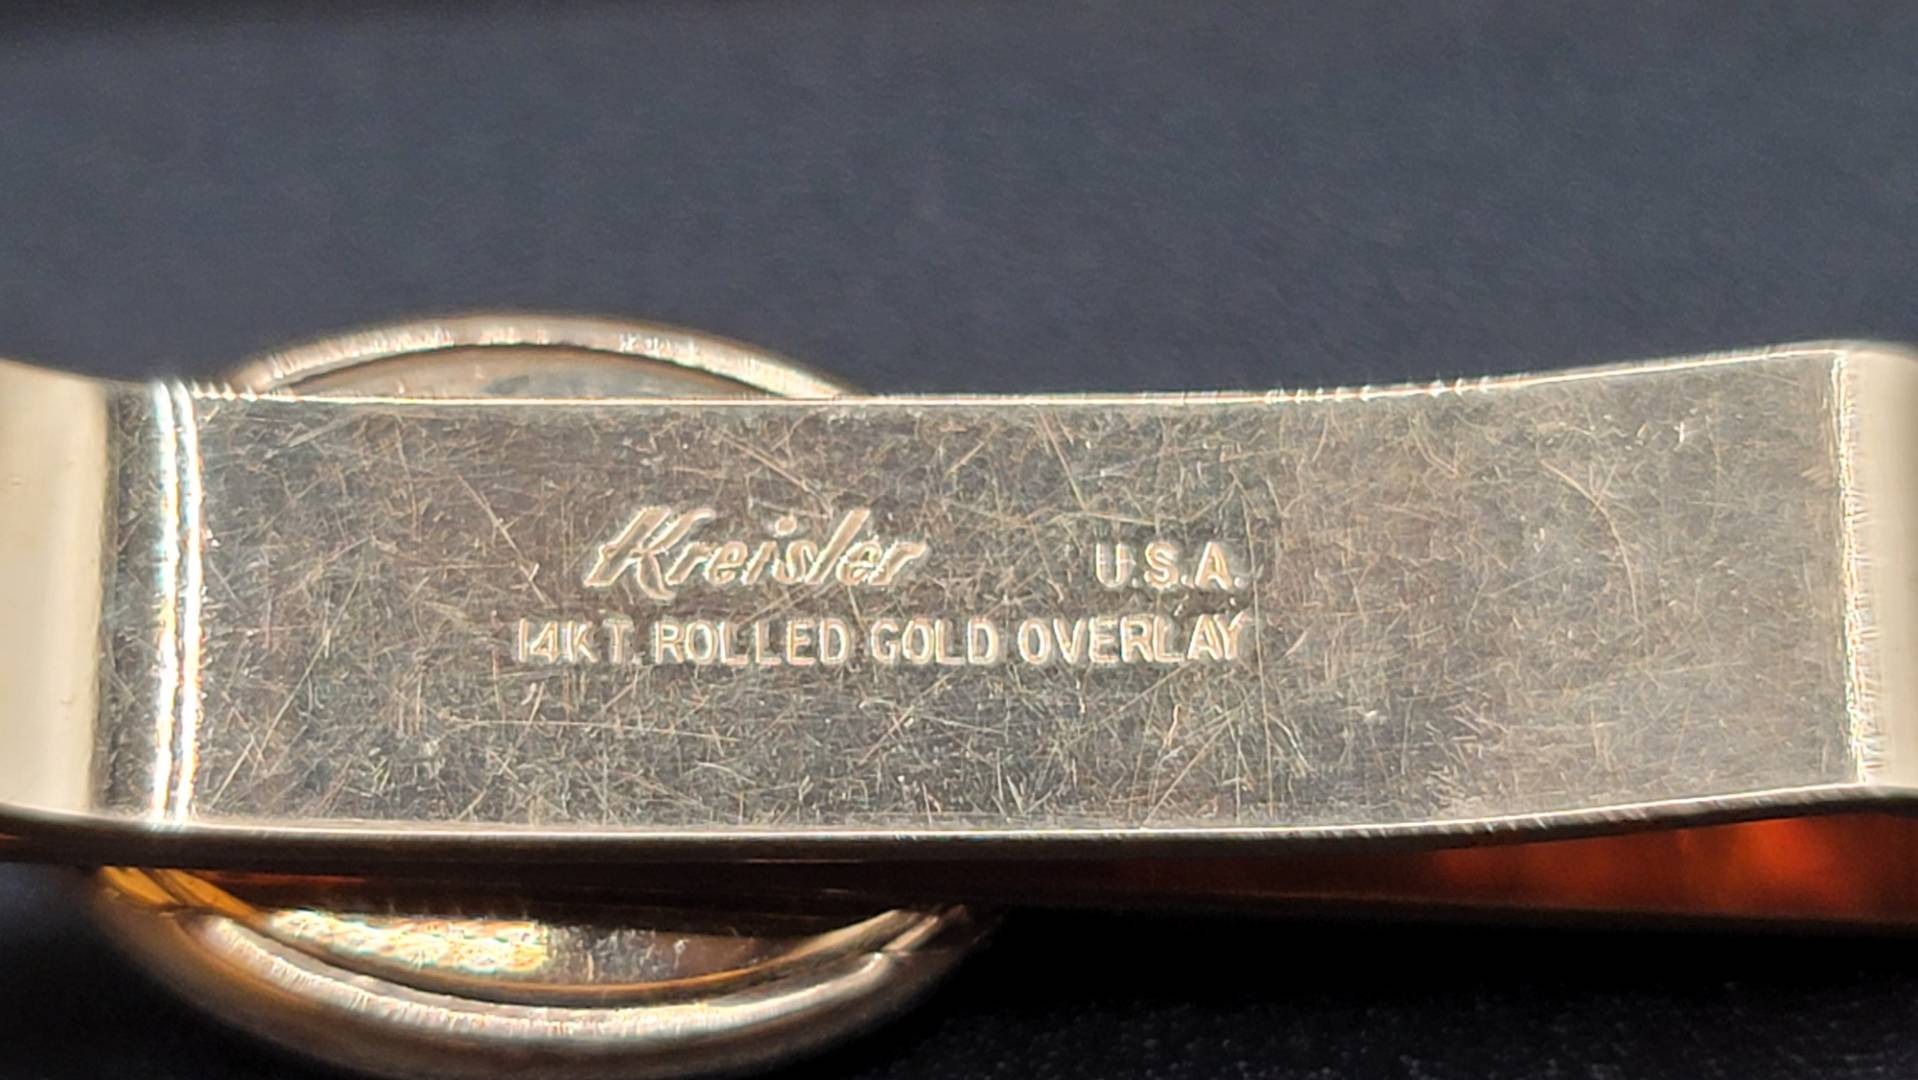 Kreisler U.S.A.
14KT. ROLLED GOLD OVERLAY